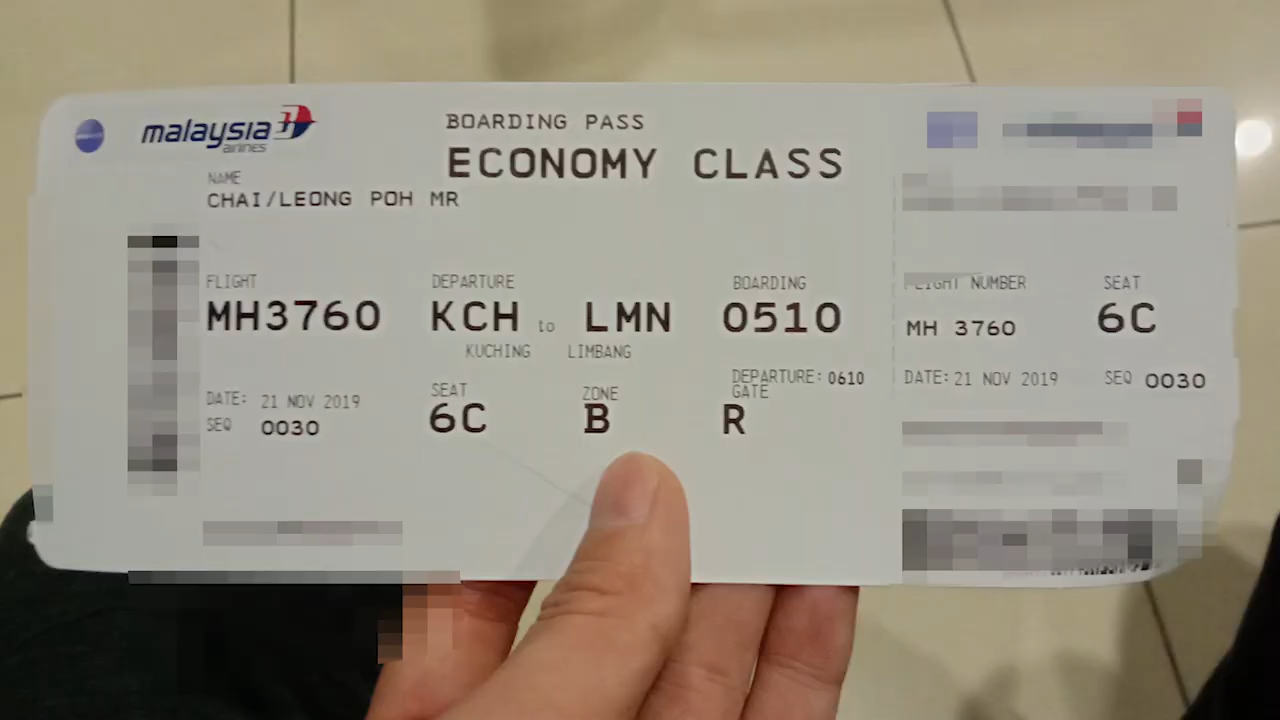 malaysia
airlines
BOARDING PASS
ECONOMY CLASS
NAME
CHAI/LEONG POH MR
FLIGHT DEPARTURE BOARDING
MH3760 KCH to LMN 0510
KUCHING LIMBANG
DEPARTURE: 0610
SEAT ZONE GATE
DATE: 21 NOV 2019
6C B R
SEQ 0030
FLIGHT NUMBER SEAT
MH 3760 6C
DATE: 21 NOV 2019 SEQ 0030